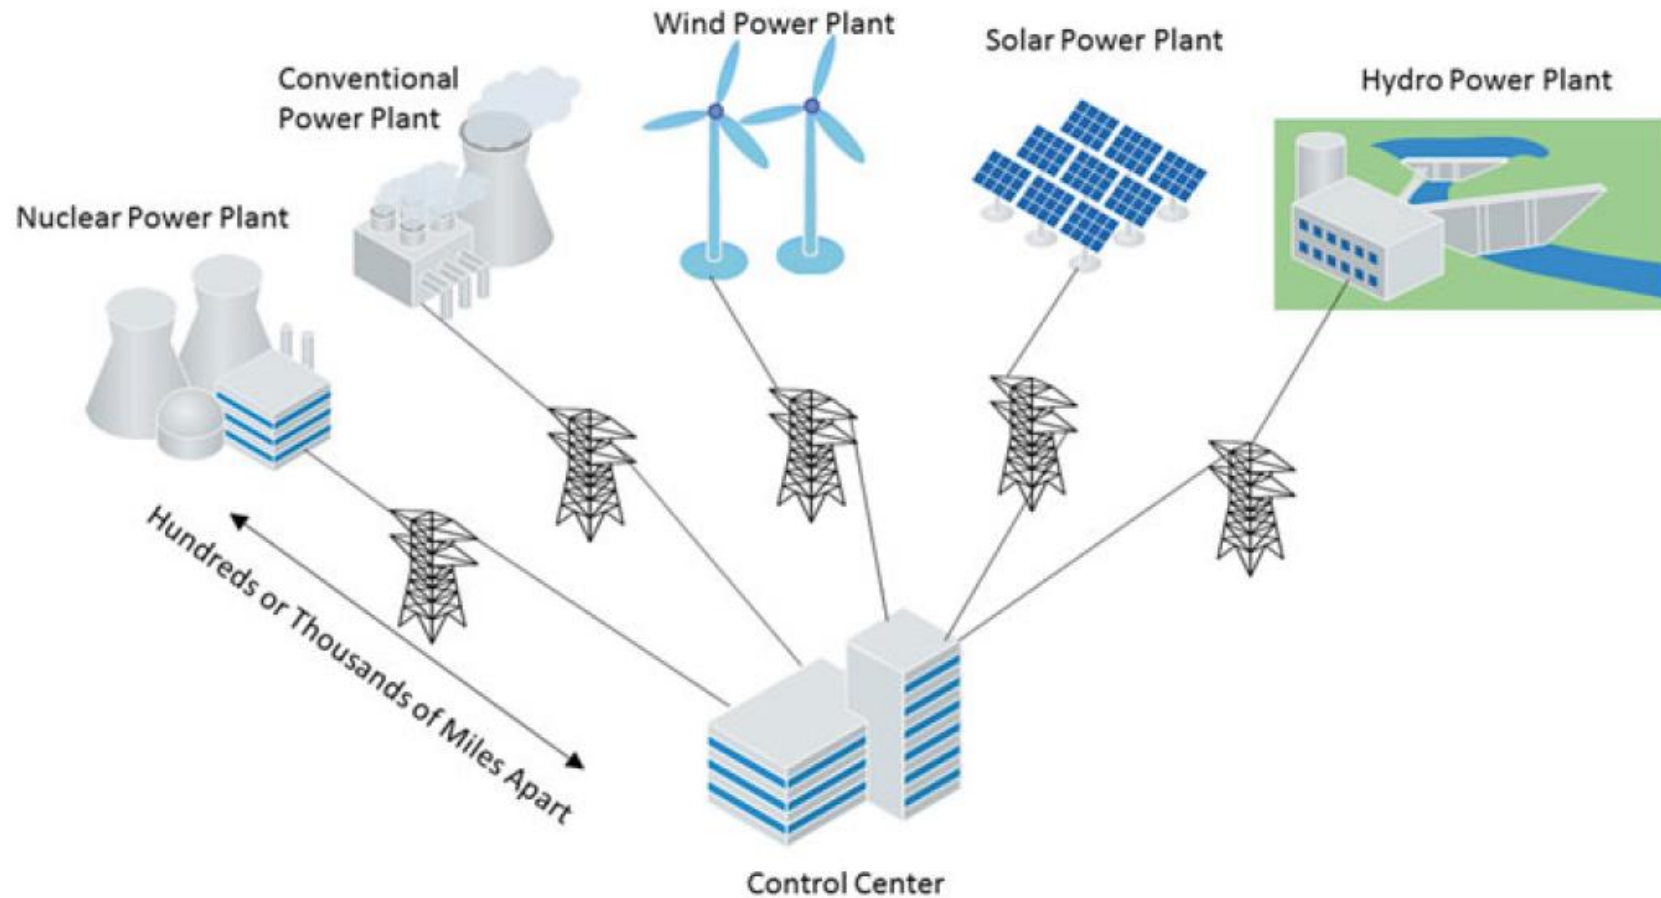 Wind Power Plant
Solar Power Plant
Conventional
Power Plant
Hydro Power Plant
Nuclear Power Plant
Hundreds or Thousands of Miles Apart
Control Center